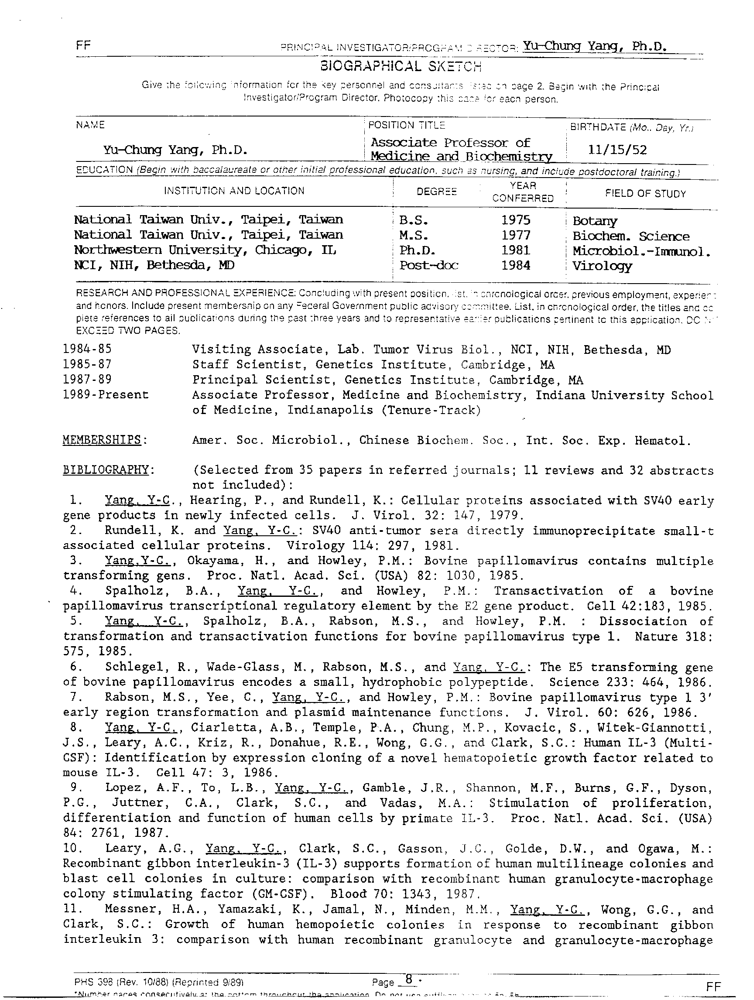 FF
PRINCIPAL INVESTIGATOR/PROGRAM DIRECTOR: Yu-Chung Yang, Ph.D.
BIOGRAPHICAL SKETCH
Give the following information for the key personnel and consultants listed on page 2. Begin with the Principal
Investigator/Program Director. Photocopy this page for each person.
NAME
POSITION TITLE
BIRTHDATE (Mo., Day, Yr.)
Yu-Chung Yang, Ph.D.
Associate Professor of
Medicine and Biochemistry
11/15/52
EDUCATION (Begin with baccalaureate or other initial professional education, such as nursing, and include postdoctoral training.)
INSTITUTION AND LOCATION DEGREE YEAR CONFERRED FIELD OF STUDY
National Taiwan Univ., Taipei, Taiwan B.S. 1975 Botany
National Taiwan Univ., Taipei, Taiwan M.S. 1977 Biochem. Science
Northwestern University, Chicago, IL Ph.D. 1981 Microbiol.-Immunol.
NCI, NIH, Bethesda, MD Post-doc 1984 Virology
RESEARCH AND PROFESSIONAL EXPERIENCE: Concluding with present position, list, in chronological order, previous employment,
and honors. Include present membership on any Federal Government public advisory committee. List, in chronological order, the titles and
plete references to all publications during the past three years and to representative earlier publications pertinent to this application.
EXCEED TWO PAGES.
1984-85 Visiting Associate, Lab. Tumor Virus Biol., NCI, NIH, Bethesda, MD
1985-87 Staff Scientist, Genetics Institute, Cambridge, MA
1987-89 Principal Scientist, Genetics Institute, Cambridge, MA
1989-Present Associate Professor, Medicine and Biochemistry, Indiana University School
of Medicine, Indianapolis (Tenure-Track)
MEMBERSHIPS: Amer. Soc. Microbiol., Chinese Biochem. Soc., Int. Soc. Exp. Hematol.
BIBLIOGRAPHY: (Selected from 35 papers in referred journals; 11 reviews and 32 abstracts
not included):
1. Yang, Y-C., Hearing, P., and Rundell, K.: Cellular proteins associated with SV40 early
gene products in newly infected cells. J. Virol. 32: 147, 1979.
2. Rundell, K. and Yang, Y-C.: SV40 anti-tumor sera directly immunoprecipitate small-t
associated cellular proteins. Virology 114: 297, 1981.
3. Yang,Y-C., Okayama, H., and Howley, P.M.: Bovine papillomavirus contains multiple
transforming gens. Proc. Natl. Acad. Sci. (USA) 82: 1030, 1985.
4. Spalholz, B.A., Yang, Y-C., and Howley, P.M.: Transactivation of a bovine
papillomavirus transcriptional regulatory element by the E2 gene product. Cell 42:183, 1985.
5. Yang, Y-C., Spalholz, B.A., Rabson, M.S., and Howley, P.M. : Dissociation of
transformation and transactivation functions for bovine papillomavirus type 1. Nature 318:
575, 1985.
6. Schlegel, R., Wade-Glass, M., Rabson, M.S., and Yang, Y-C.: The E5 transforming gene
of bovine papillomavirus encodes a small, hydrophobic polypeptide. Science 233: 464, 1986.
7. Rabson, M.S., Yee, C., Yang, Y-C., and Howley, P.M.: Bovine papillomavirus type 1 3'
early region transformation and plasmid maintenance functions. J. Virol. 60: 626, 1986.
8. Yang, Y-C., Ciarletta, A.B., Temple, P.A., Chung, M.P., Kovacic, S., Witek-Giannotti,
J.S., Leary, A.C., Kriz, R., Donahue, R.E., Wong, G.G., and Clark, S.C.: Human IL-3 (Multi-
CSF): Identification by expression cloning of a novel hematopoietic growth factor related to
mouse IL-3. Cell 47: 3, 1986.
9. Lopez, A.F., To, L.B., Yang, Y-C., Gamble, J.R., Shannon, M.F., Burns, G.F., Dyson,
P.G., Juttner, C.A., Clark, S.C., and Vadas, M.A.: Stimulation of proliferation,
differentiation and function of human cells by primate IL-3. Proc. Natl. Acad. Sci. (USA)
84: 2761, 1987.
10. Leary, A.G., Yang, Y-C., Clark, S.C., Gasson, J.C., Golde, D.W., and Ogawa, M.:
Recombinant gibbon interleukin-3 (IL-3) supports formation of human multilineage colonies and
blast cell colonies in culture: comparison with recombinant human granulocyte-macrophage
colony stimulating factor (GM-CSF). Blood 70: 1343, 1987.
11. Messner, H.A., Yamazaki, K., Jamal, N., Minden, M.M., Yang, Y-C., Wong, G.G., and
Clark, S.C.: Growth of human hemopoietic colonies in response to recombinant gibbon
interleukin 3: comparison with human recombinant granulocyte and granulocyte-macrophage
PHS 398 (Rev. 10/88) (Reprinted 9/89) Page 8
FF
*Number pages consecutively at the bottom throughout the application. Do not use